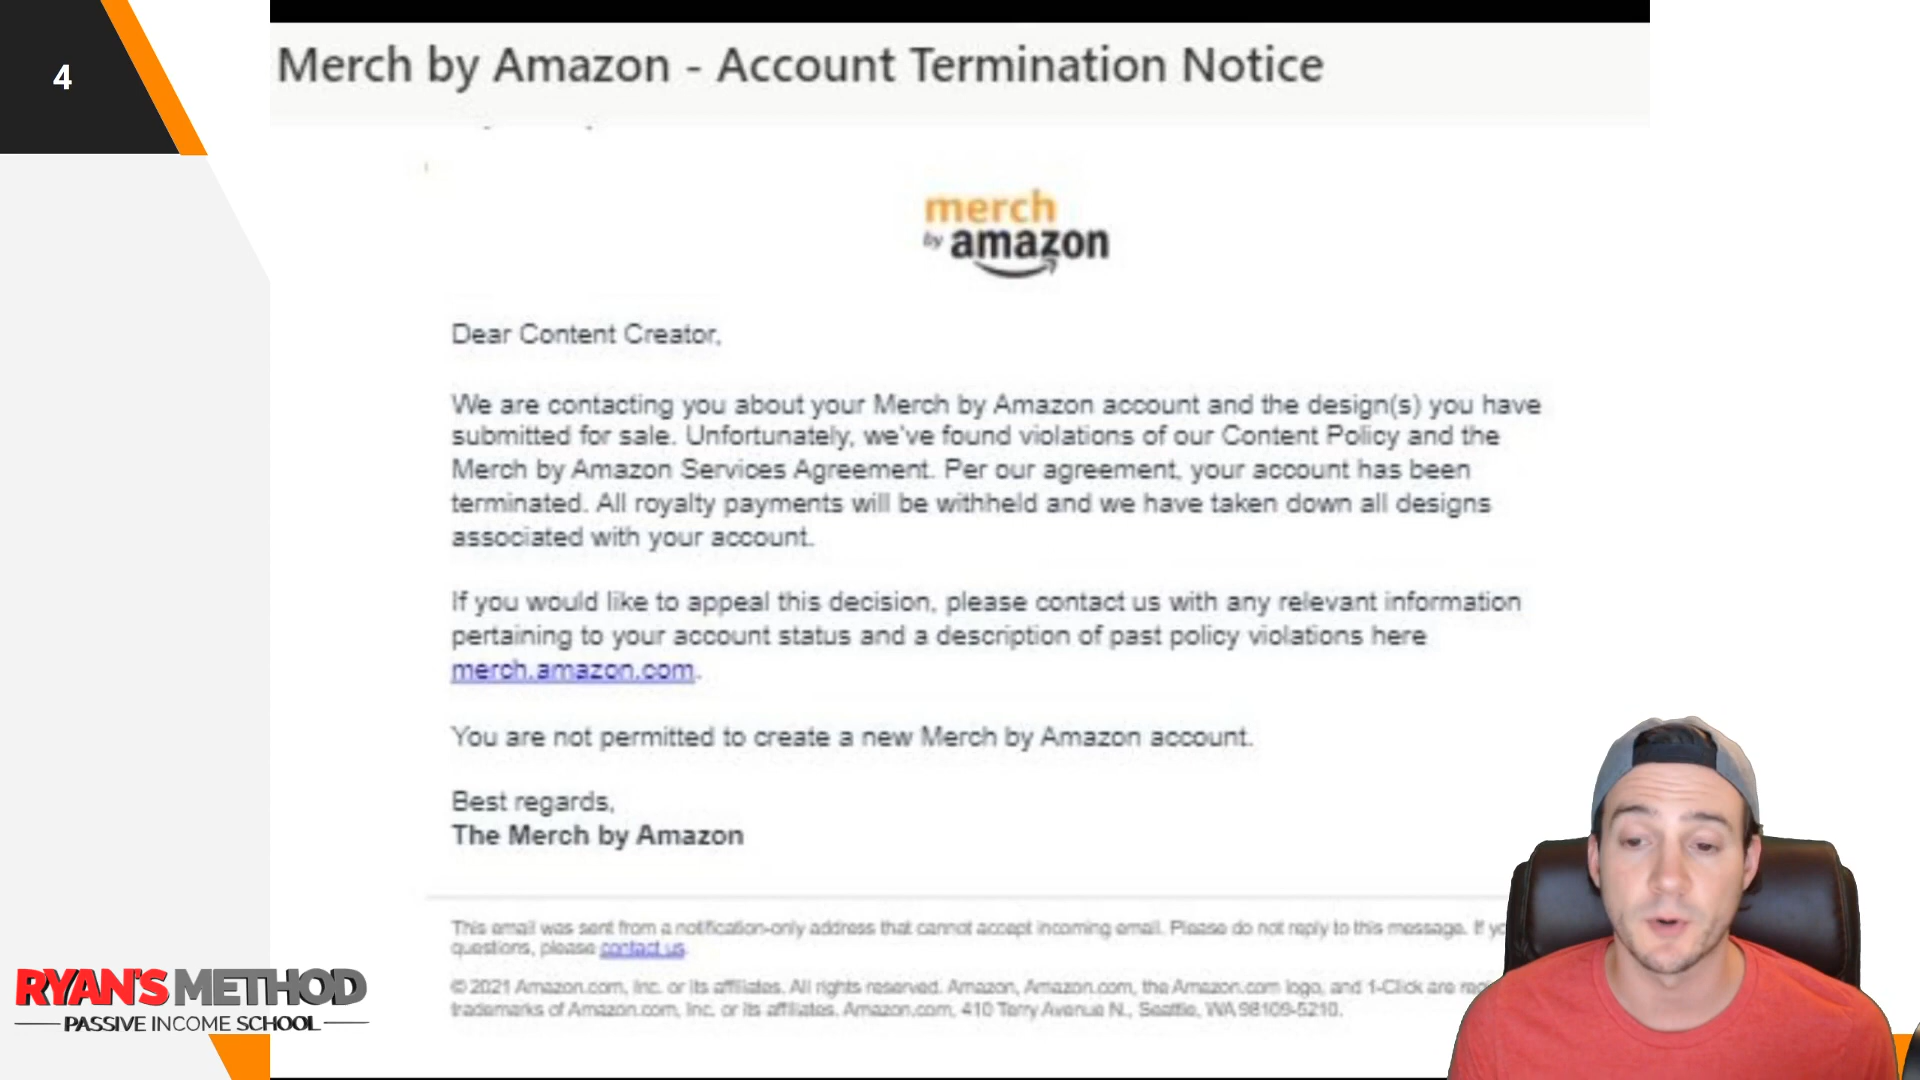 4
Merch by Amazon - Account Termination Notice
merch
by amazon
Dear Content Creator,
We are contacting you about your Merch by Amazon account and the design(s) you have
submitted for sale. Unfortunately, we've found violations of our Content Policy and the
Merch by Amazon Services Agreement. Per our agreement, your account has been
terminated. All royalty payments will be withheld and we have taken down all designs
associated with your account.
If you would like to appeal this decision, please contact us with any relevant information
pertaining to your account status and a description of past policy violations here
merch.amazon.com.
You are not permitted to create a new Merch by Amazon account.
Best regards,
The Merch by Amazon
This email was sent from a notification-only address that cannot accept incoming email. Please do not reply to this message. If
questions, please contact us.
© 2021 Amazon.com, Inc. or its affiliates. All rights reserved. Amazon, Amazon.com, the Amazon.com logo, and 1-Click are
trademarks of Amazon.com, Inc. or its affiliates. Amazon.com, 410 Terry Avenue N., Seattle, WA 98109-5210.
RYAN'S METHOD
PASSIVE INCOME SCHOOL